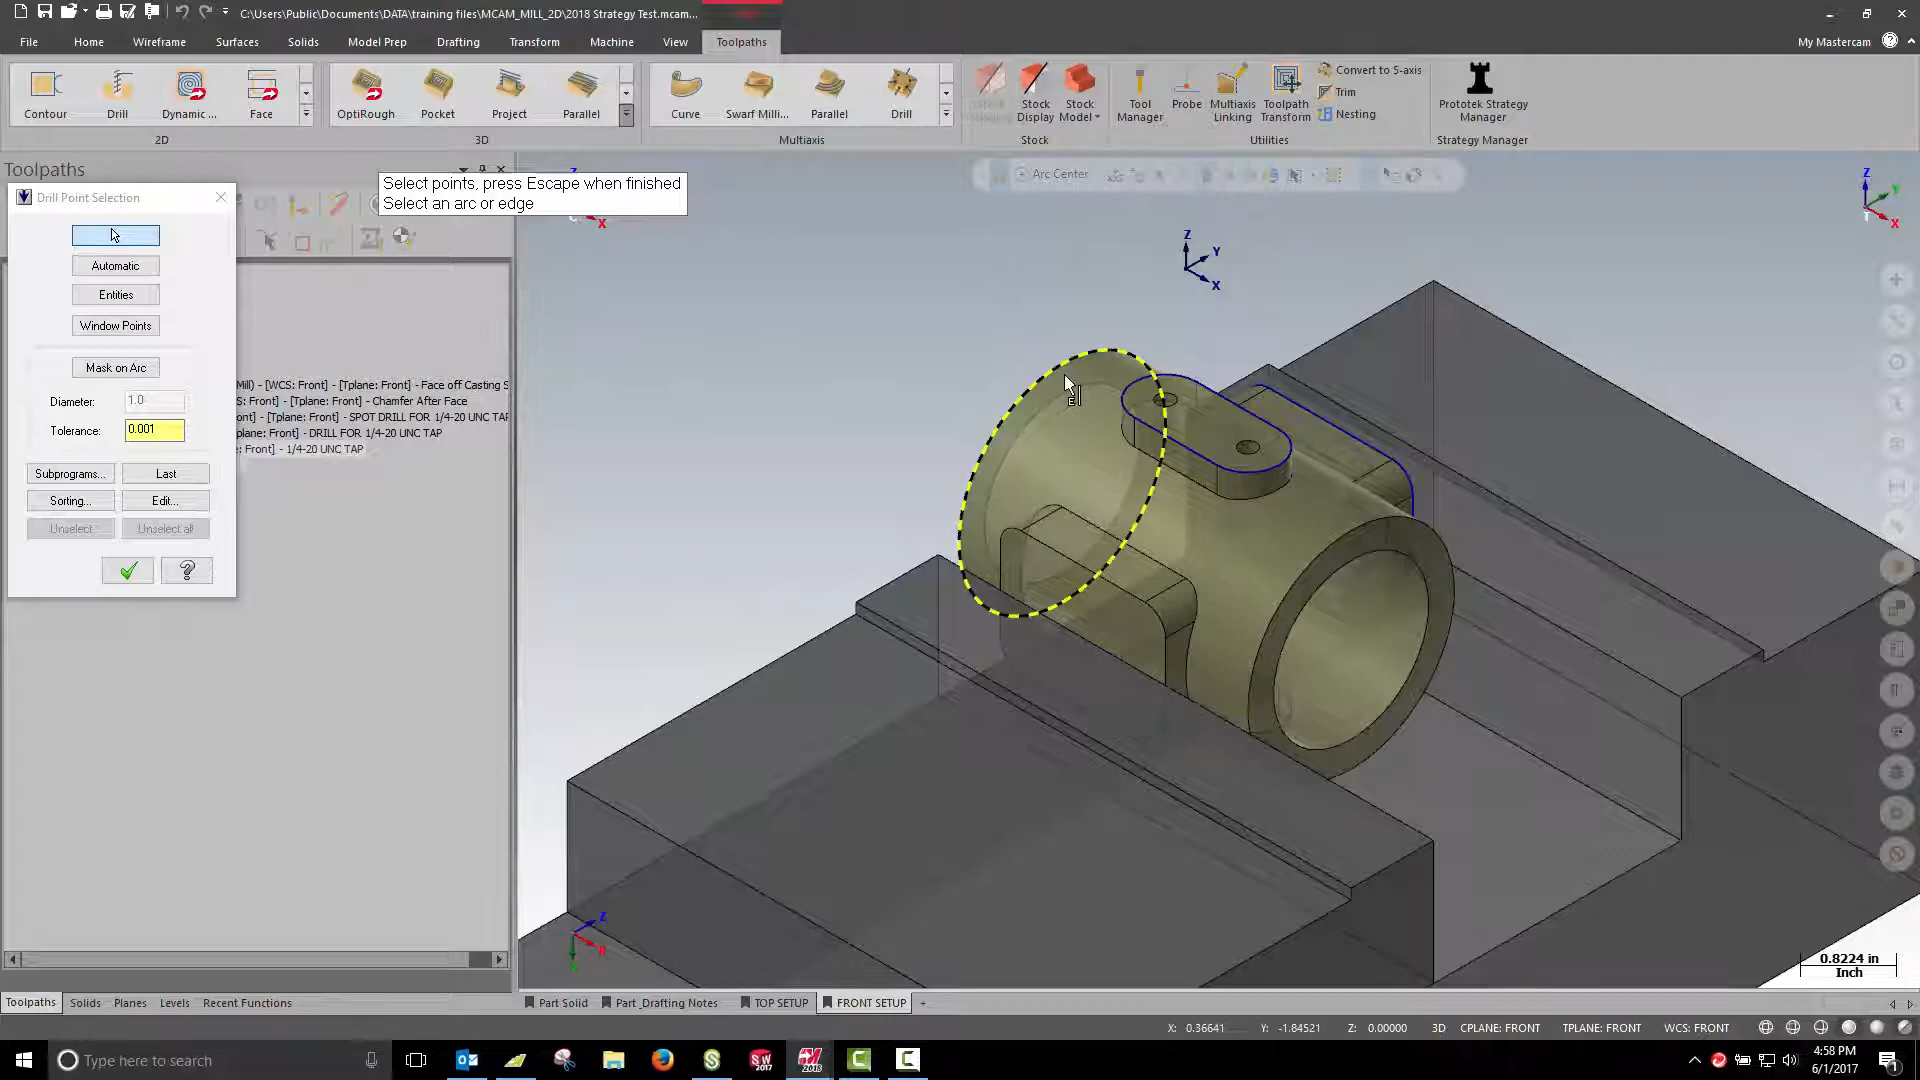 C:\Users\Public\Documents\DATA\training files\MCAM_MILL_2D\2018 Strategy Test.mcam...
File Home Wireframe Surfaces Solids Model Prep Drafting Transform Machine View Toolpaths My Mastercam
Contour Drill Dynamic ... Face OptiRough Pocket Project Parallel Curve Swarf Milli... Parallel Drill
Stock Display
Stock Model
Tool Manager
Probe
Multiaxis Linking
Toolpath Transform
Convert to 5-axis
Trim
Nesting
Prototek Strategy Manager
2D 3D Multiaxis Stock Utilities Strategy Manager
Toolpaths
Drill Point Selection
Automatic
Entities
Window Points
Mask on Arc
Diameter: 1.0
Tolerance: 0.001
Subprograms... Last
Sorting... Edit...
Unselect Unselect all
Mill) - [WCS: Front] - [Tplane: Front] - Face off Casting S
S: Front] - [Tplane: Front] - Chamfer After Face
ont] - [Tplane: Front] - SPOT DRILL FOR 1/4-20 UNC TAP
plane: Front] - DRILL FOR 1/4-20 UNC TAP
e: Front] - 1/4-20 UNC TAP
Select points, press Escape when finished
Select an arc or edge
Arc Center
X
Z
Y
X
Z
X
Z
X
0.8224 in
Inch
Toolpaths Solids Planes Levels Recent Functions
Part Solid Part _Drafting Notes TOP SETUP FRONT SETUP +
X: 0.36641 Y: -1.84521 Z: 0.00000 3D CPLANE: FRONT TPLANE: FRONT WCS: FRONT
Type here to search
4:58 PM
6/1/2017